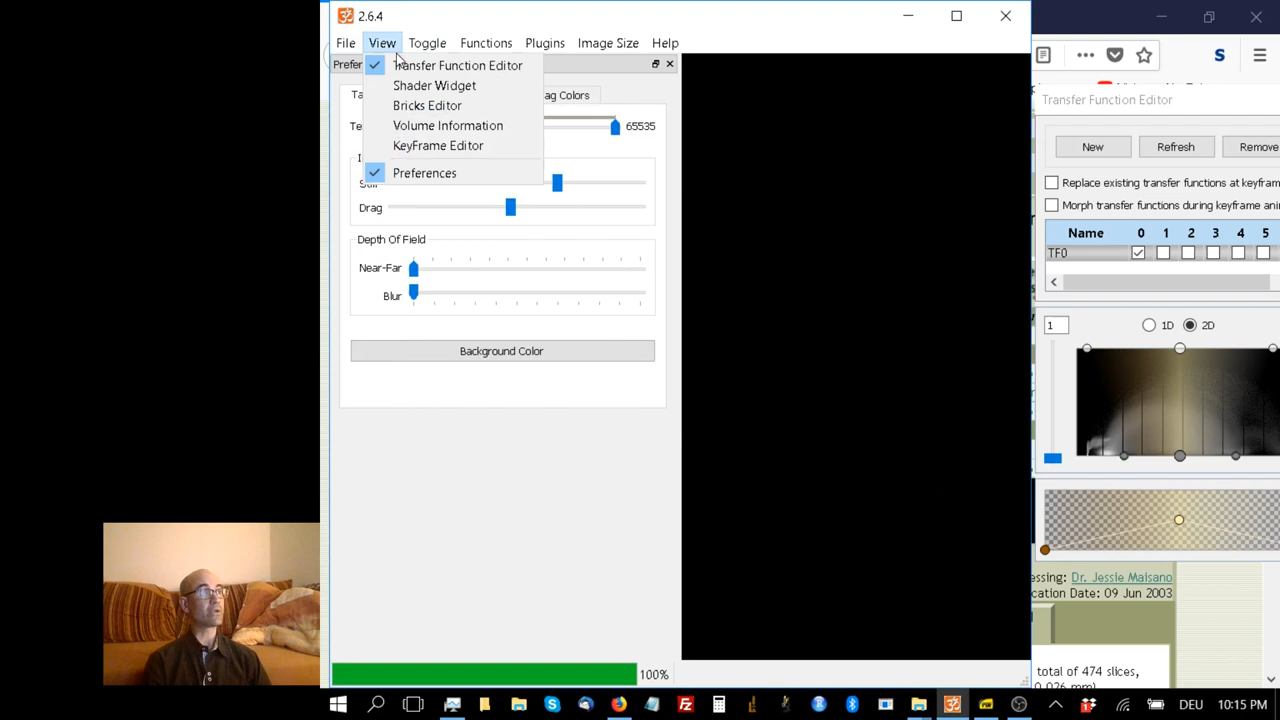 2.6.4
File View Toggle Functions Plugins Image Size Help
Transfer Function Editor
Shader Widget
Bricks Editor
Volume Information
KeyFrame Editor
Preferences
Prefer
ag Colors
65535
Drag
Depth Of Field
Near-Far
Blur
Background Color
100%
S
Transfer Function Editor
New Refresh Remove
Replace existing transfer functions at keyfram
Morph transfer functions during keyframe ani
Name 0 1 2 3 4 5
TF0
1 1D 2D
essing: Dr. Jessie Maisano
cation Date: 09 Jun 2003
total of 474 slices,
0.026 mm)
DEU 10:15 PM